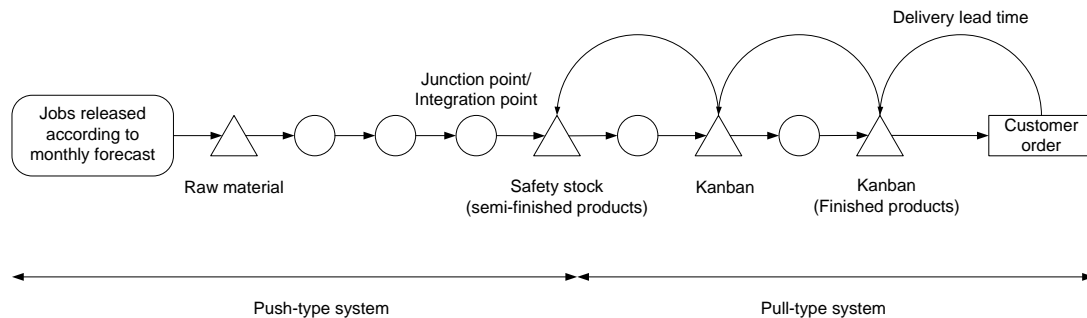 Delivery lead time
Junction point/
Integration point
Jobs released
according to
monthly forecast
Customer
order
Raw material
Safety stock
(semi-finished products)
Kanban
Kanban
(Finished products)
Push-type system
Pull-type system